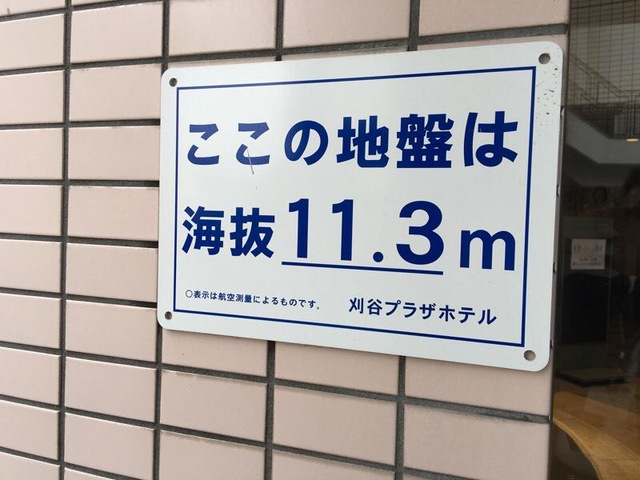 ここの地盤は
海抜11.3m
○表示は航空測量によるものです。 刈谷プラザホテル